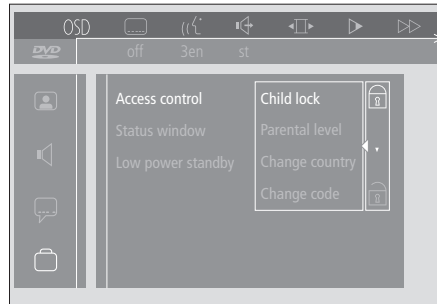 OSD
DVD off 3en st
Access control
Status window
Low power standby
Child lock
Parental level
Change country
Change code